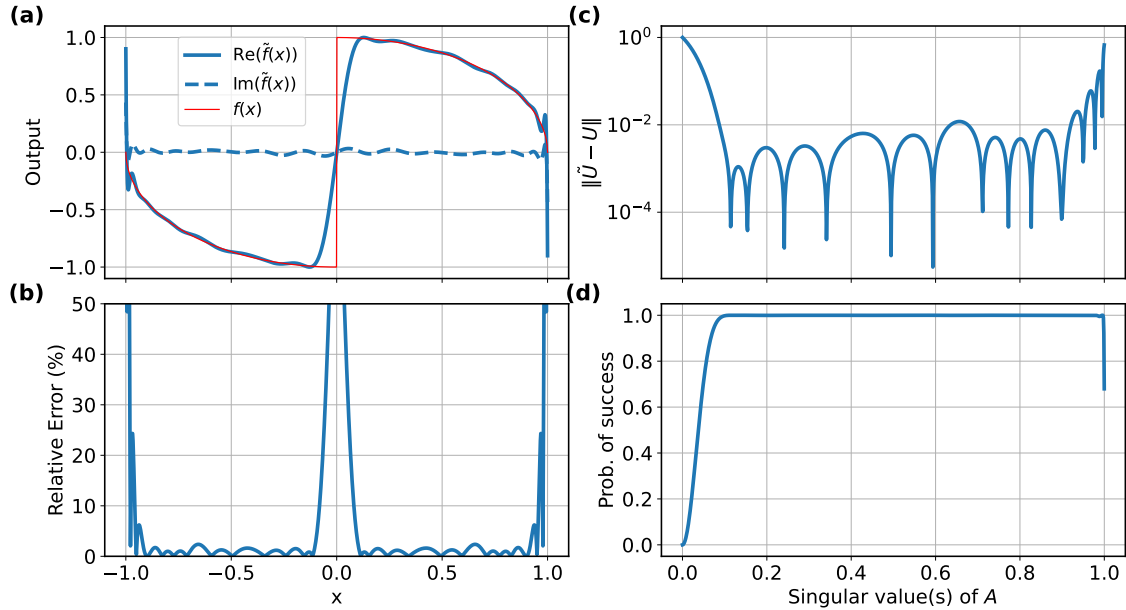 (a)
Output
1.0
0.5
0.0
−0.5
−1.0
Re(f̃(x))
Im(f̃(x))
f(x)
(c)
‖Ũ − U‖
10⁰
10⁻²
10⁻⁴
(b)
Relative Error (%)
50
40
30
20
10
0
−1.0 −0.5 0.0 0.5 1.0
x
(d)
Prob. of success
1.0
0.8
0.6
0.4
0.2
0.0
0.0 0.2 0.4 0.6 0.8 1.0
Singular value(s) of A